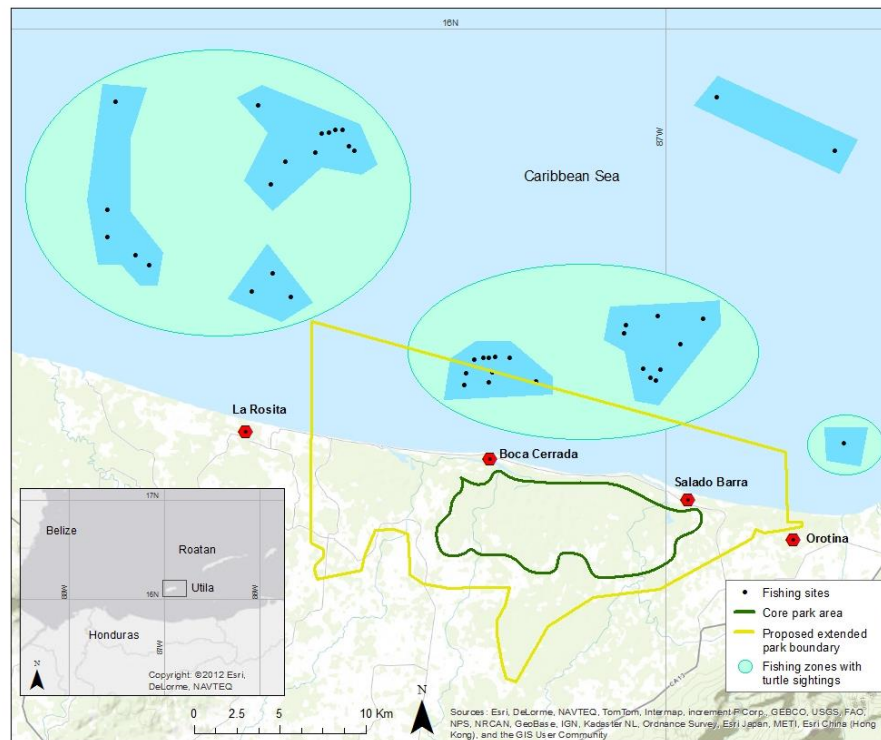 16N
87W
Caribbean Sea
La Rosita
Boca Cerrada
Salado Barra
Orotina
17N
Belize
Roatan
88W
16N
Utila
86W
Honduras
87W
N
Copyright: ©2012 Esri,
DeLorme, NAVTEQ
Fishing sites
Core park area
Proposed extended
park boundary
Fishing zones with
turtle sightings
CA13
N
0 2.5 5 10 Km
Sources: Esri, DeLorme, NAVTEQ, TomTom, Intermap, increment P Corp., GEBCO, USGS, FAO,
NPS, NRCAN, GeoBase, IGN, Kadaster NL, Ordnance Survey, Esri Japan, METI, Esri China (Hong
Kong), and the GIS User Community